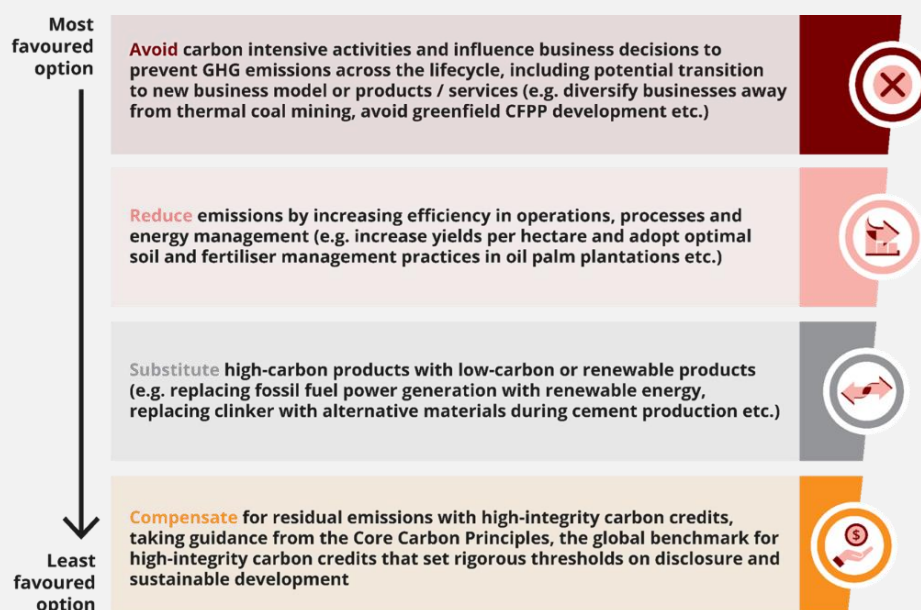 Most
favoured
option
Avoid carbon intensive activities and influence business decisions to
prevent GHG emissions across the lifecycle, including potential transition
to new business model or products / services (e.g. diversify businesses away
from thermal coal mining, avoid greenfield CFPP development etc.)
Reduce emissions by increasing efficiency in operations, processes and
energy management (e.g. increase yields per hectare and adopt optimal
soil and fertiliser management practices in oil palm plantations etc.)
Substitute high-carbon products with low-carbon or renewable products
(e.g. replacing fossil fuel power generation with renewable energy,
replacing clinker with alternative materials during cement production etc.)
Compensate for residual emissions with high-integrity carbon credits,
taking guidance from the Core Carbon Principles, the global benchmark for
high-integrity carbon credits that set rigorous thresholds on disclosure and
sustainable development
$
Least
favoured
option